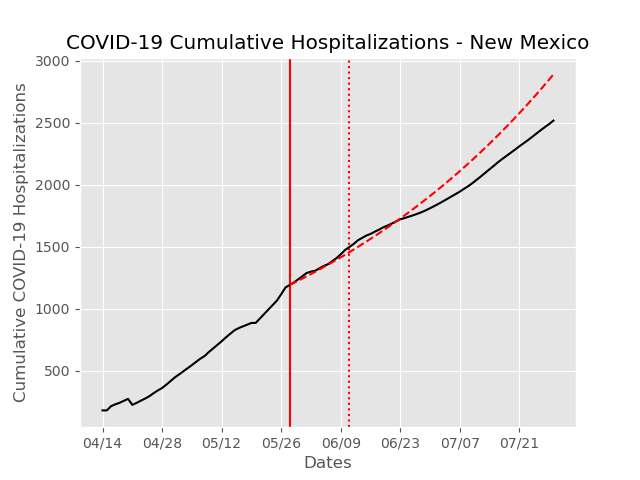 COVID-19 Cumulative Hospitalizations - New Mexico
3000
2500
2000
1500
1000
500
Cumulative COVID-19 Hospitalizations
04/14 04/28 05/12 05/26 06/09 06/23 07/07 07/21
Dates